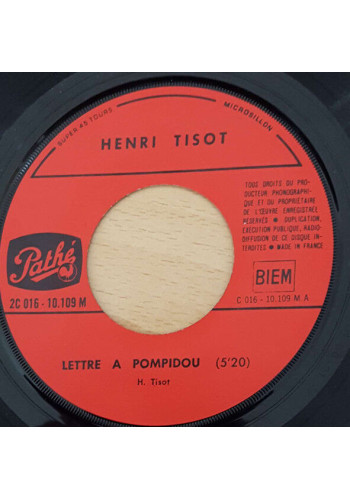 SUPER 45 TOURS
MICROSILLON
HENRI TISOT
TOUS DROITS DU PRO-
DUCTEUR PHONOGRAPHI-
QUE ET DU PROPRIÉTAIRE
DE L'ŒUVRE ENREGISTREE
RÉSERVÉS • DUPLICATION,
EXÉCUTION PUBLIQUE, RADIO-
DIFFUSION DE CE DISQUE IN-
TERDITES • MADE IN FRANCE
Pathé
2C 016 - 10.109 M
BIEM
C 016 - 10.109 M A
LETTRE A POMPIDOU (5'20)
H. Tisot